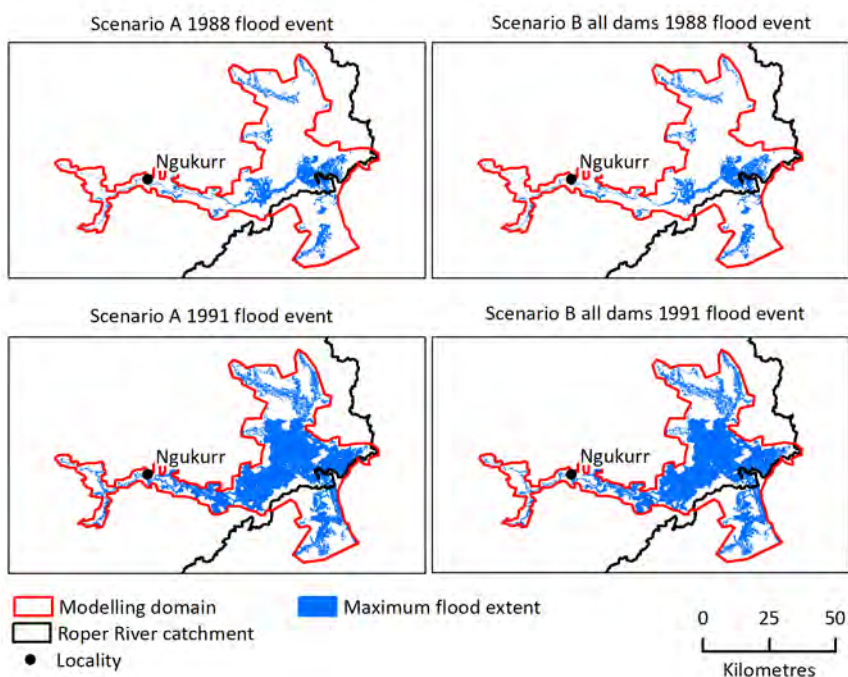 Scenario A 1988 flood event
Scenario B all dams 1988 flood event
Ngukurr
Ngukurr
Scenario A 1991 flood event
Scenario B all dams 1991 flood event
Ngukurr
Ngukurr
Modelling domain
Maximum flood extent
Roper River catchment
Locality
0 25 50
Kilometres